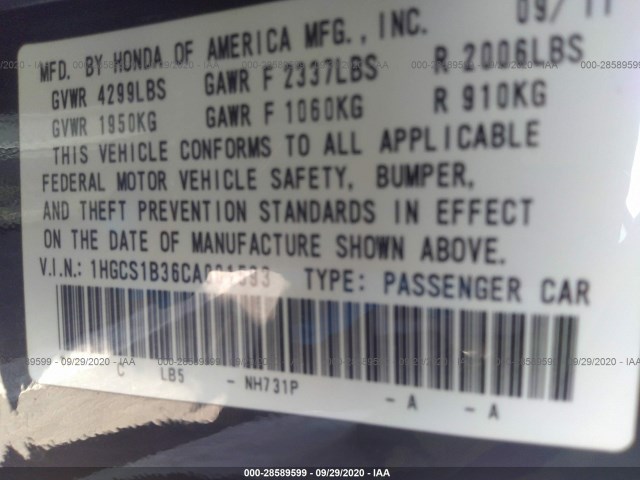 09/11
MFD. BY HONDA OF AMERICA MFG., INC.
GVWR 4299LBS GAWR F 2337LBS R 2006LBS
GVWR 1950KG GAWR F 1060KG R 910KG
THIS VEHICLE CONFORMS TO ALL APPLICABLE
FEDERAL MOTOR VEHICLE SAFETY, BUMPER,
AND THEFT PREVENTION STANDARDS IN EFFECT
ON THE DATE OF MANUFACTURE SHOWN ABOVE.
V.I.N.: TYPE: PASSENGER CAR
C LBS - NH731P - A - A
000-28589599 - 09/29/2020 - IAA